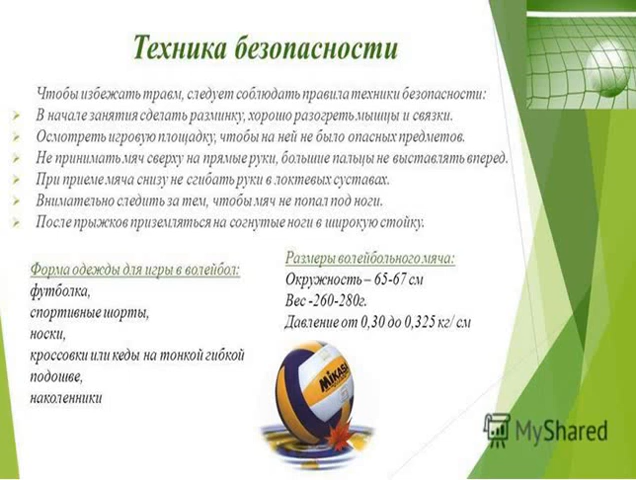 Техника безопасности
Чтобы избежать травм, следует соблюдать правила техники безопасности:
В начале занятия сделать разминку, хорошо разогреть мышцы и связки.
Осмотреть игровую площадку, чтобы на ней не было опасных предметов.
Не принимать мяч сверху на прямые руки, большие пальцы не выставлять вперед.
При приеме мяча снизу не сгибать руки в локтевых суставах.
Внимательно следить за тем, чтобы мяч не попал под ноги.
После прыжков приземляться на согнутые ноги в широкую стойку.
Форма одежды для игры в волейбол:
футболка,
спортивные шорты,
носки,
кроссовки или кеды на тонкой гибкой
подошве,
наколенники
Размеры волейбольного мяча:
Окружность – 65-67 см
Вес -260-280г.
Давление от 0,30 до 0,325 кг/ см
MIKASA
MyShared